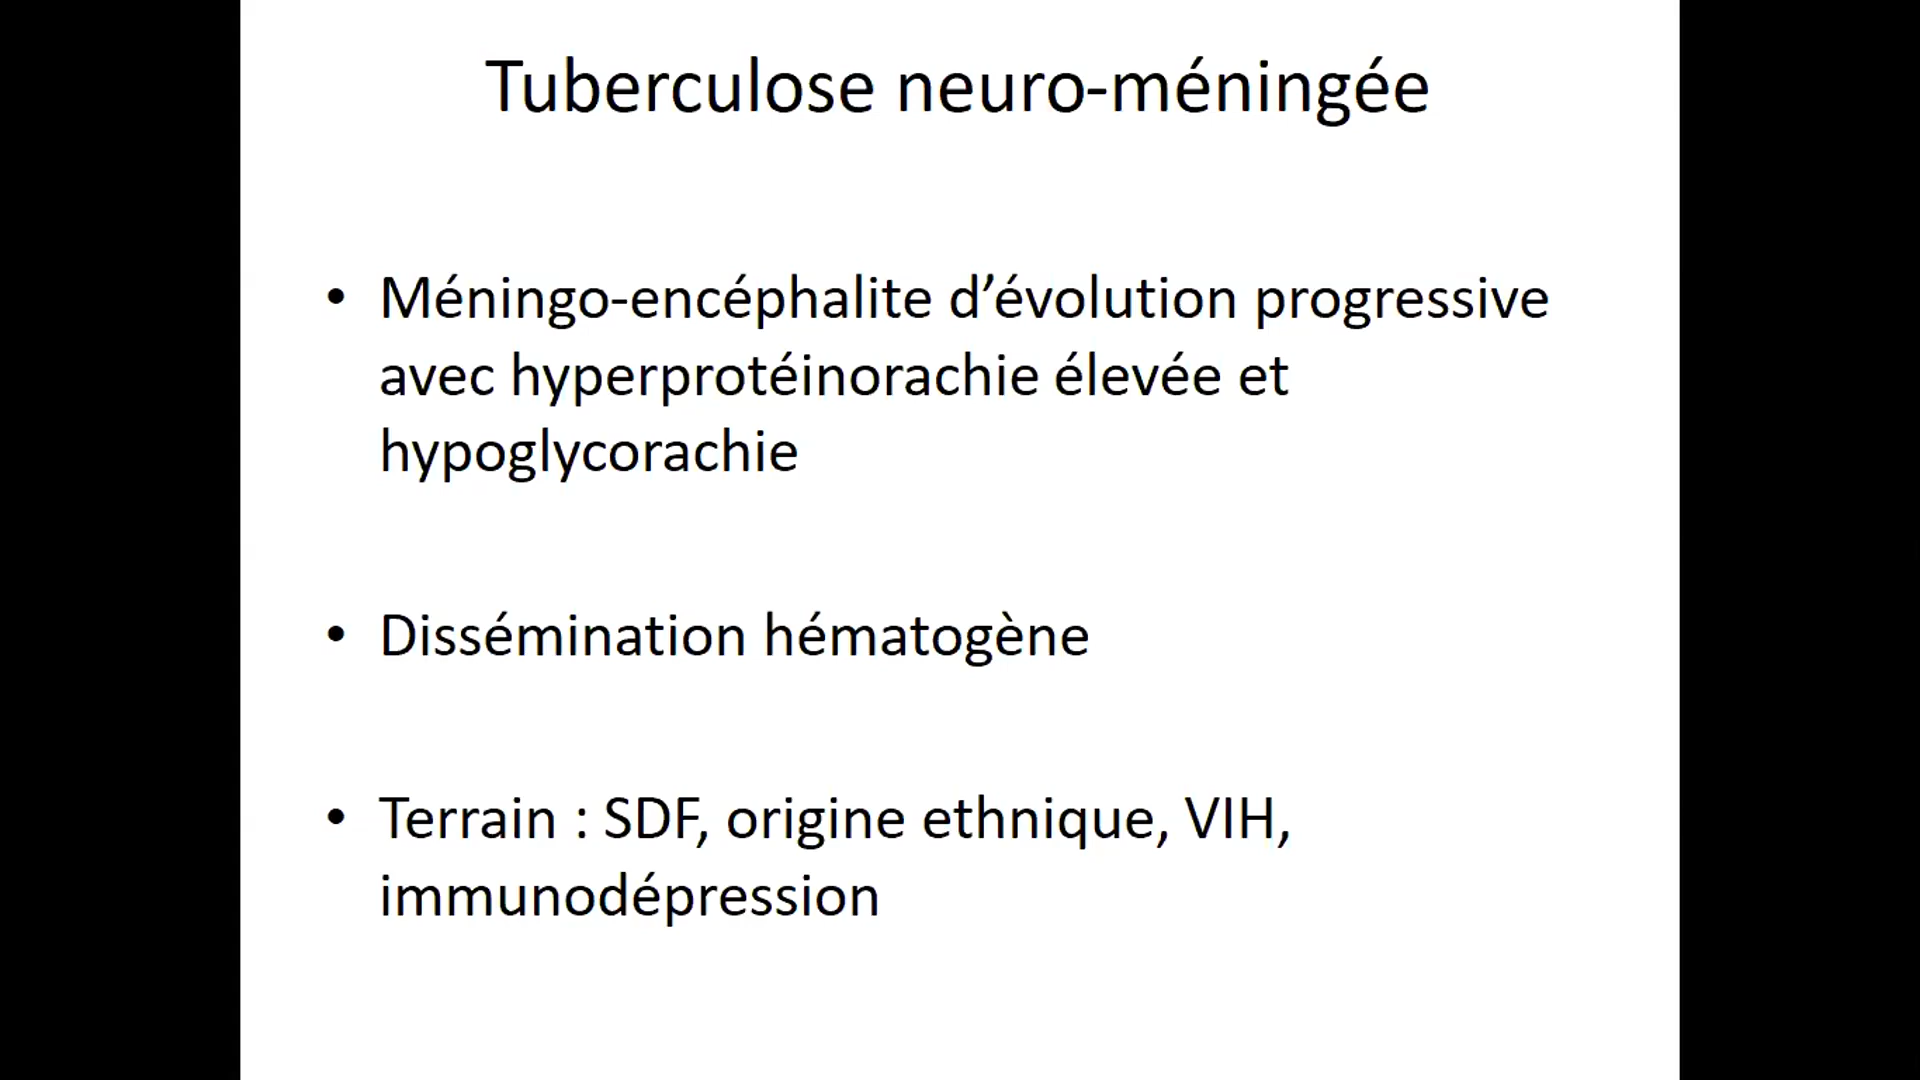 Tuberculose neuro-méningée
• Méningo-encéphalite d’évolution progressive
avec hyperprotéinorachie élevée et
hypoglycorachie
• Dissémination hématogène
• Terrain : SDF, origine ethnique, VIH,
immunodépression